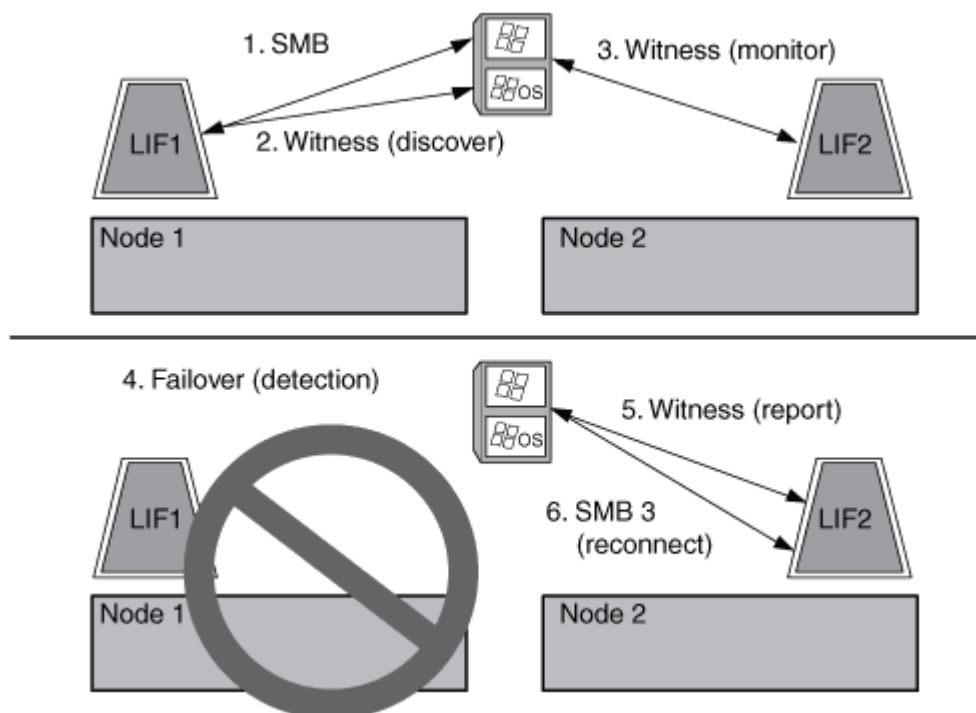 1. SMB
3. Witness (monitor)
LIF1
2. Witness (discover)
LIF2
OS
Node 1
Node 2
4. Failover (detection)
5. Witness (report)
OS
LIF1
6. SMB 3
(reconnect)
LIF2
Node 1
Node 2